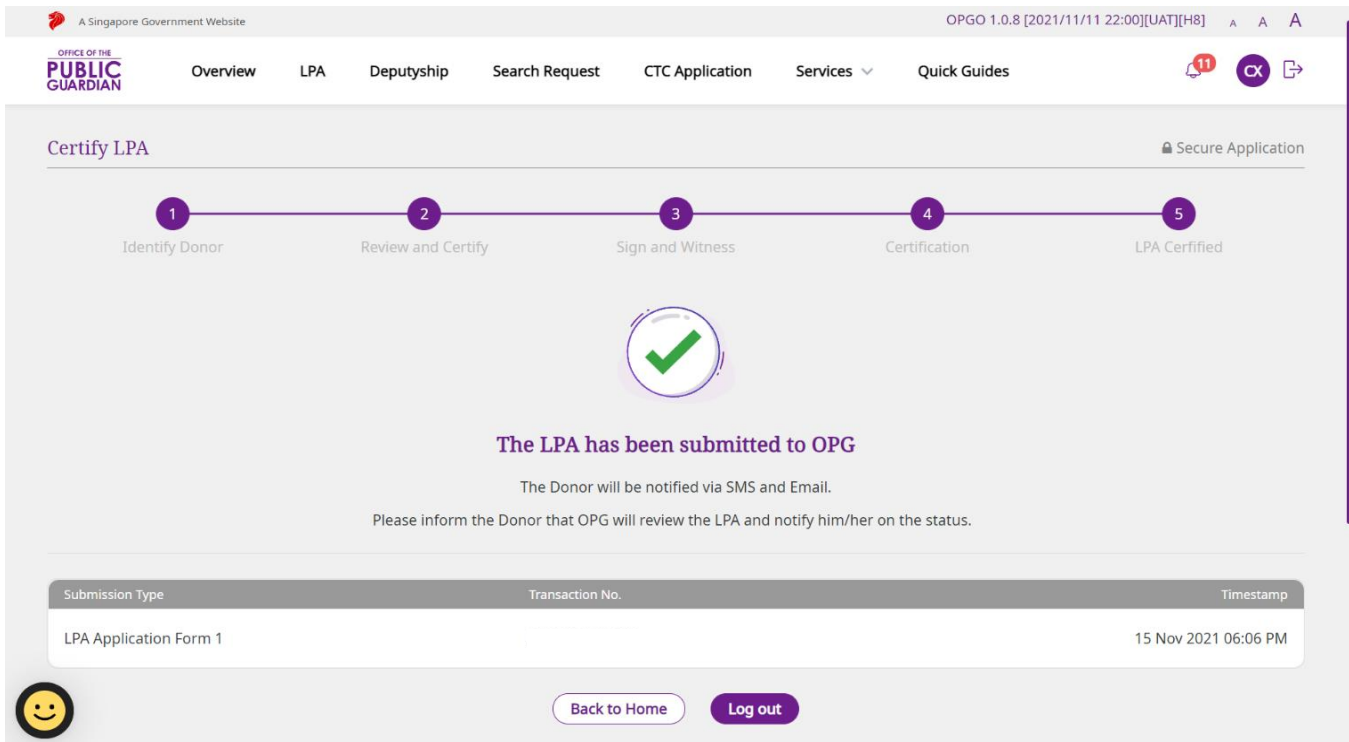 A Singapore Government Website
OPGO 1.0.8 [2021/11/11 22:00][UAT][H8] A A A
OFFICE OF THE
PUBLIC
GUARDIAN
Overview LPA Deputyship Search Request CTC Application Services Quick Guides 11 CX
Certify LPA
Secure Application
1 2 3 4 5
Identify Donor Review and Certify Sign and Witness Certification LPA Cerfified
The LPA has been submitted to OPG
The Donor will be notified via SMS and Email.
Please inform the Donor that OPG will review the LPA and notify him/her on the status.
Submission Type Transaction No. Timestamp
LPA Application Form 1 15 Nov 2021 06:06 PM
Back to Home Log out